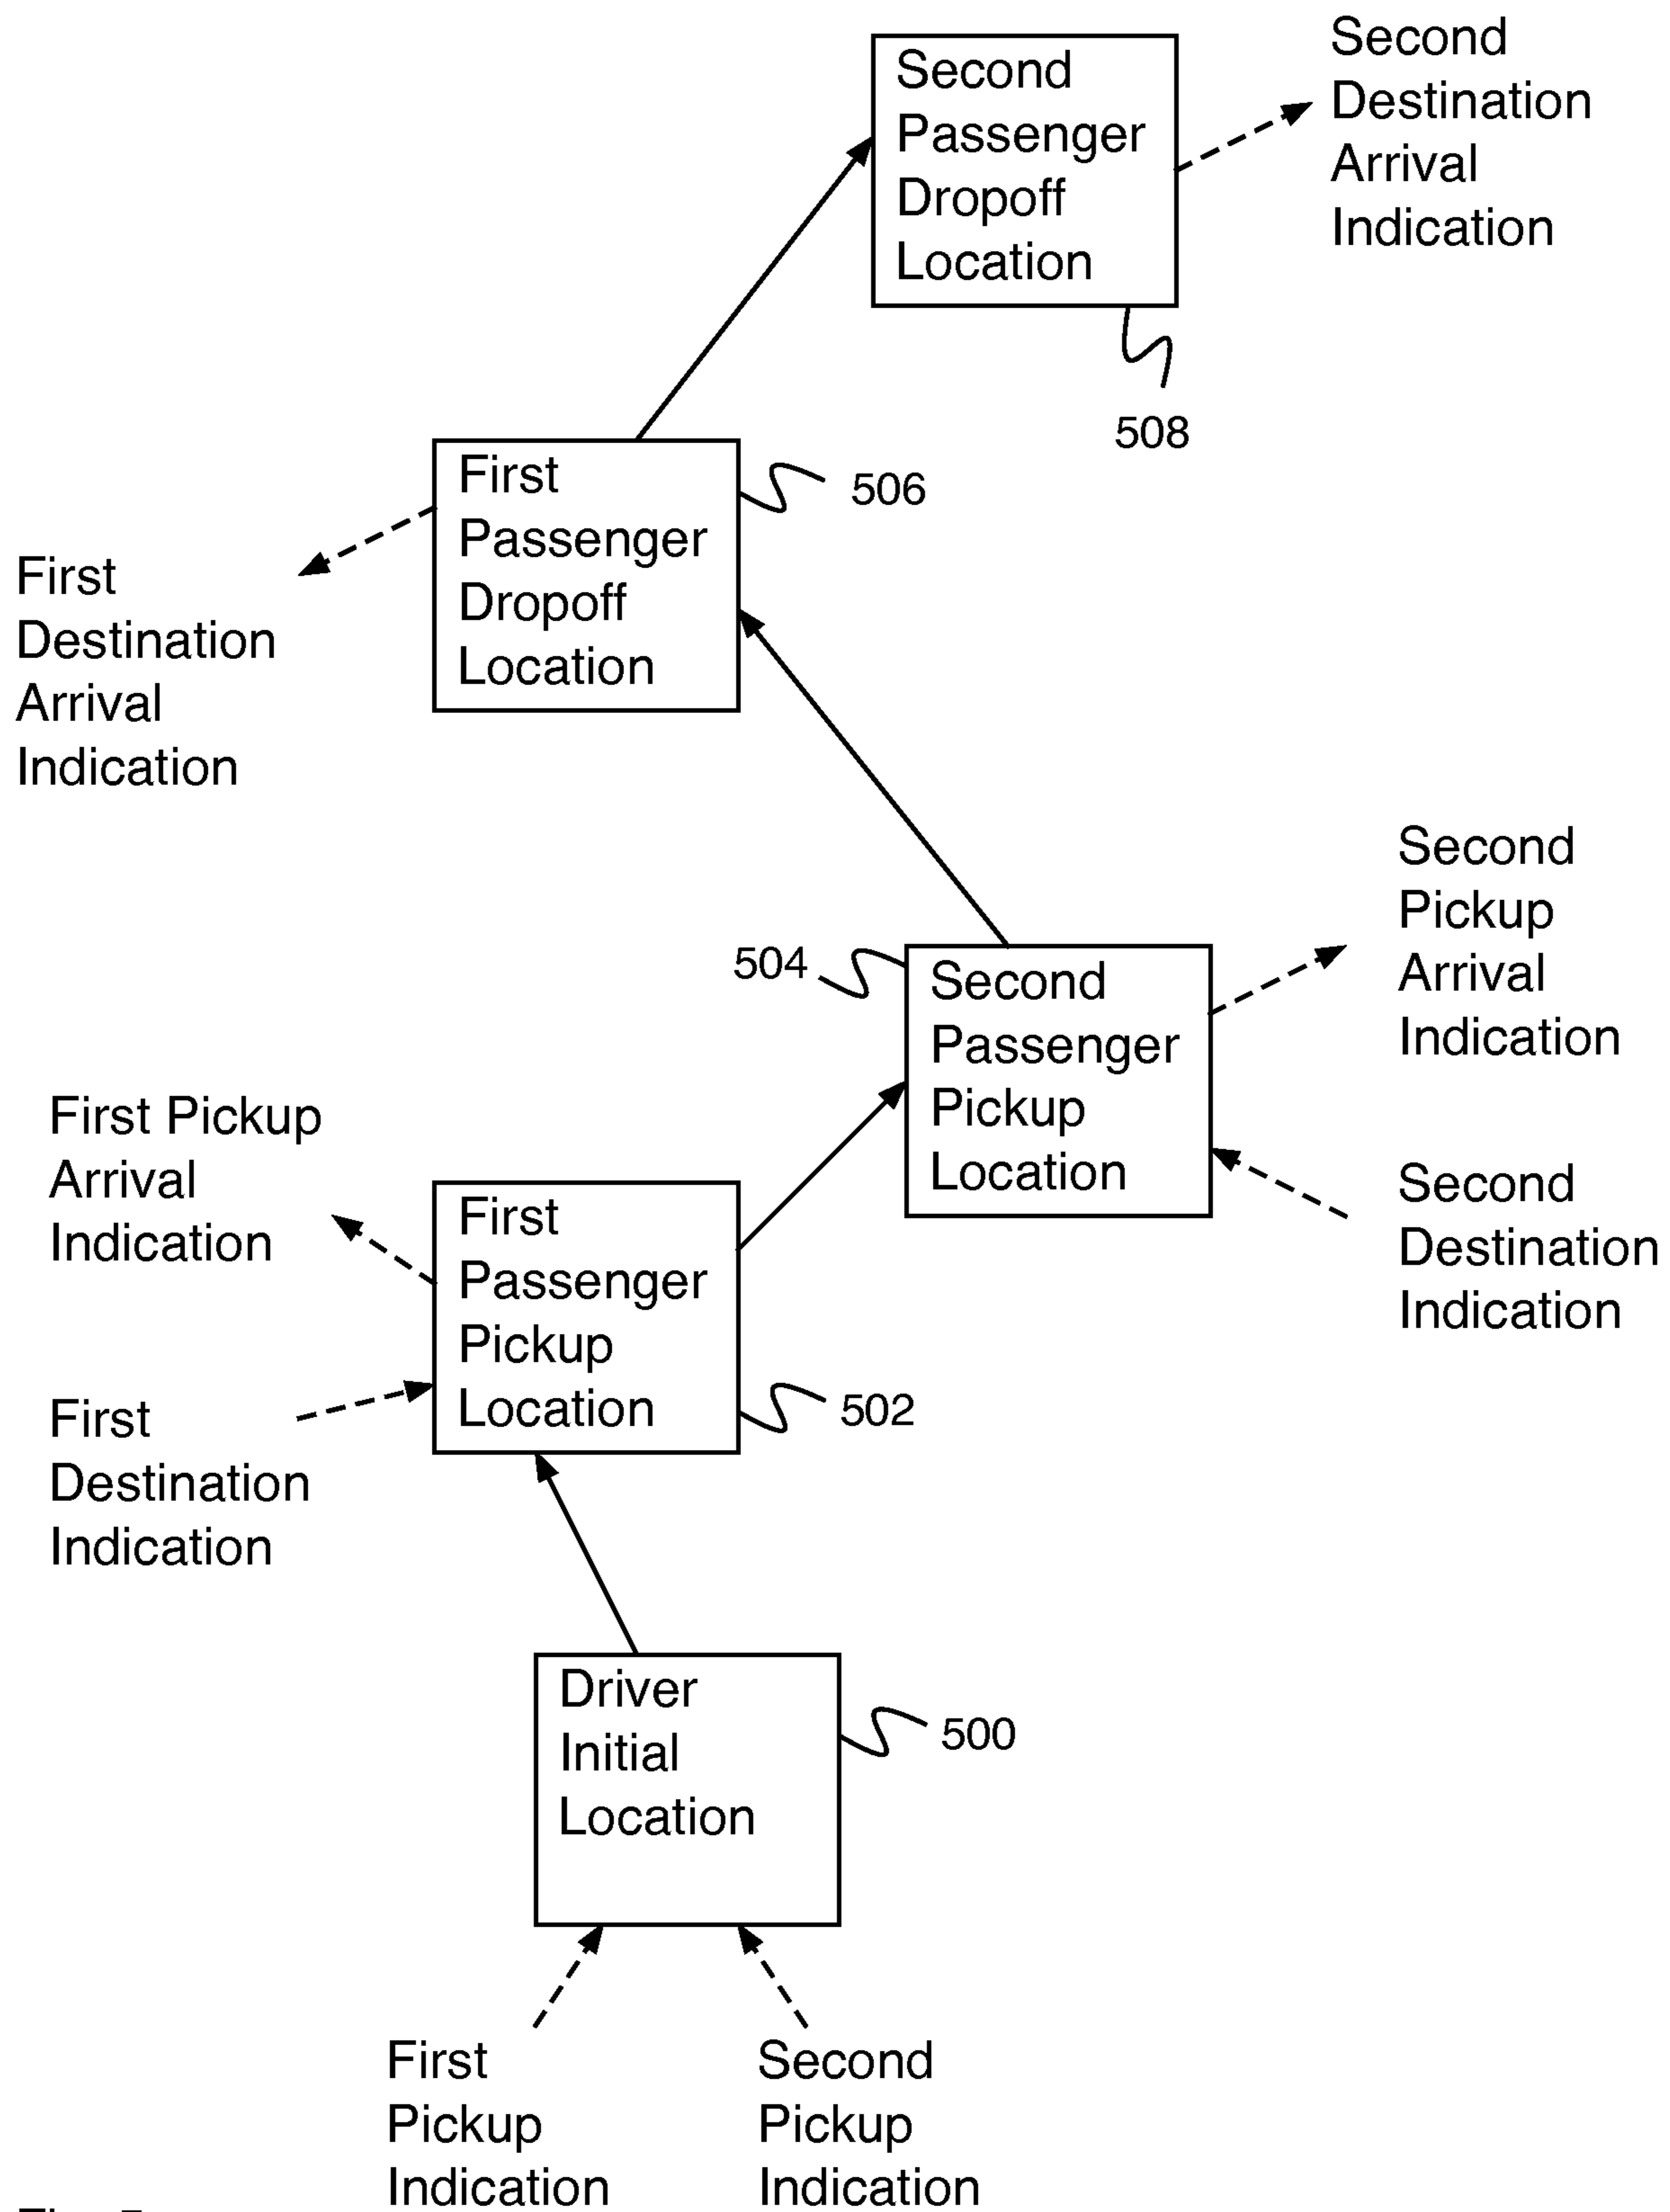 Second
Passenger
Dropoff
Location
Second
Destination
Arrival
Indication
508
First
Passenger
Dropoff
Location
506
First
Destination
Arrival
Indication
504
Second
Passenger
Pickup
Location
Second
Pickup
Arrival
Indication
Second
Destination
Indication
First Pickup
Arrival
Indication
First
Passenger
Pickup
Location
502
First
Destination
Indication
Driver
Initial
Location
500
First
Pickup
Indication
Second
Pickup
Indication